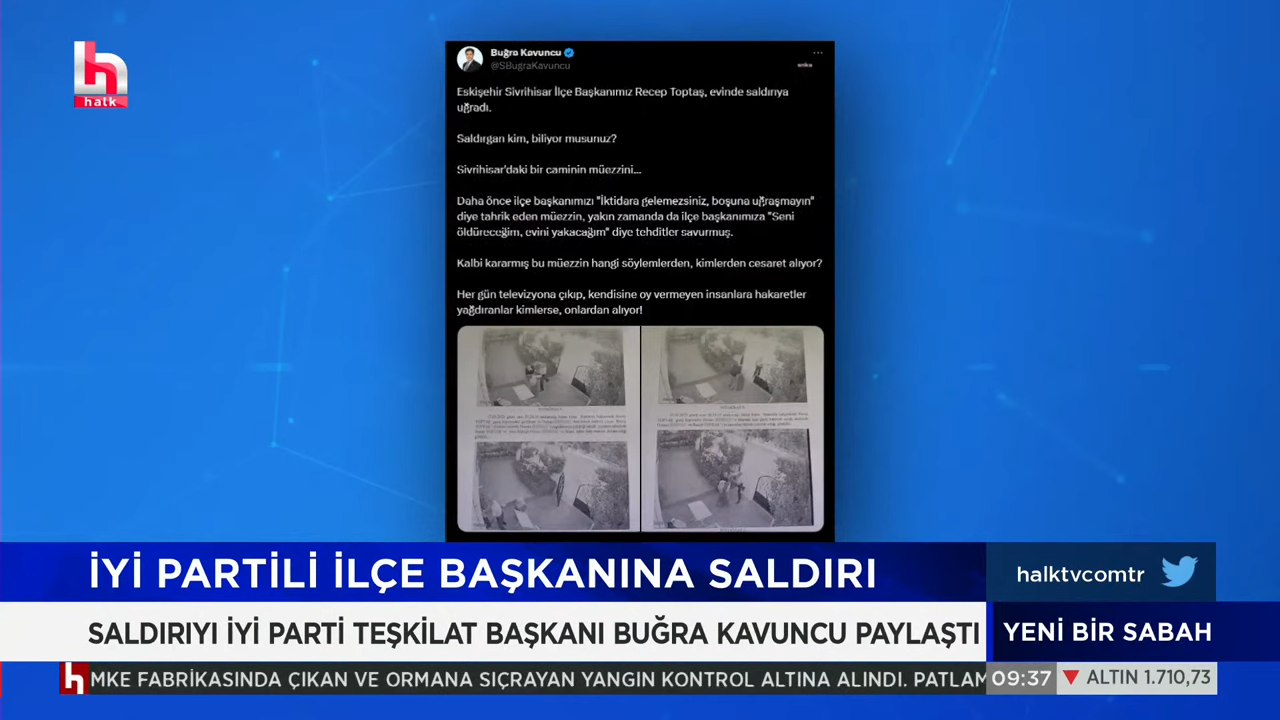 h
halk
Buğra Kavuncu
@SBugraKavuncu
Eskişehir Sivrihisar İlçe Başkanımız Recep Toptaş, evinde saldırıya
uğradı.
Saldırgan kim, biliyor musunuz?
Sivrihisar'daki bir caminin müezzini...
Daha önce ilçe başkanımızı "İktidara gelemezsiniz, boşuna uğraşmayın"
diye tahrik eden müezzin, yakın zamanda da ilçe başkanımıza "Seni
öldüreceğim, evini yakacağım" diye tehditler savurmuş.
Kalbi kararmış bu müezzin hangi söylemlerden, kimlerden cesaret alıyor?
Her gün televizyona çıkıp, kendisine oy vermeyen insanlara hakaretler
yağdıranlar kimlerse, onlardan alıyor!
İYİ PARTİLİ İLÇE BAŞKANINA SALDIRI
halktvcomtr
SALDIRIYI İYİ PARTİ TEŞKİLAT BAŞKANI BUĞRA KAVUNCU PAYLAŞTI
YENİ BİR SABAH
h
MKE FABRİKASINDA ÇIKAN VE ORMANA SIÇRAYAN YANGIN KONTROL ALTINA ALINDI. PATLAM
09:37
ALTIN 1.710,73